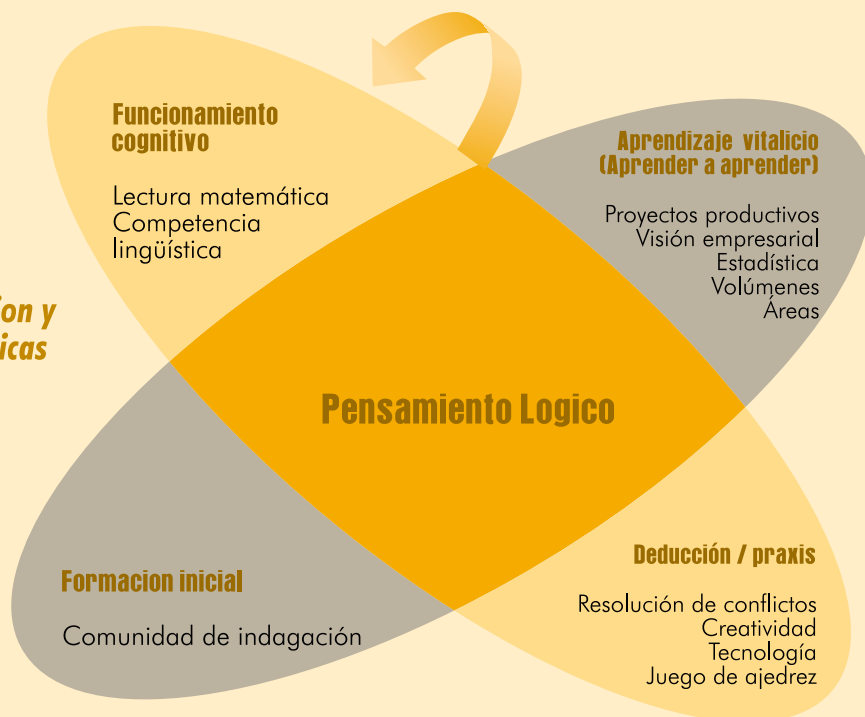 Funcionamiento
cognitivo
Lectura matemática
Competencia
lingüística
Aprendizaje vitalicio
(Aprender a aprender)
Proyectos productivos
Visión empresarial
Estadística
Volúmenes
Áreas
y
Pensamiento Logico
Formacion inicial
Comunidad de indagación
Deducción / praxis
Resolución de conflictos
Creatividad
Tecnología
Juego de ajedrez